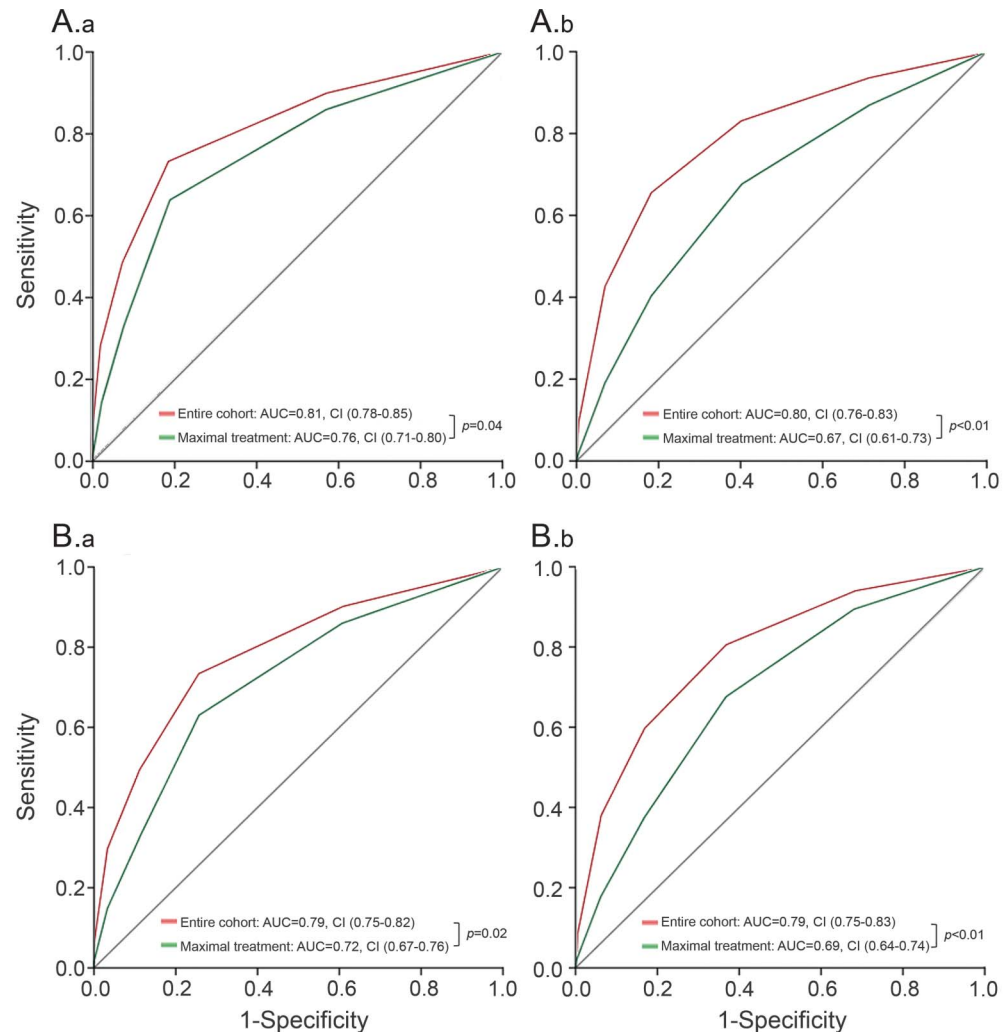 A.a
A.b
1.0
0.8
0.6
0.4
0.2
0.0
Sensitivity
Entire cohort: AUC=0.81, CI (0.78-0.85)
Maximal treatment: AUC=0.76, CI (0.71-0.80)
p=0.04
0.0 0.2 0.4 0.6 0.8 1.0
1.0
0.8
0.6
0.4
0.2
0.0
Entire cohort: AUC=0.80, CI (0.76-0.83)
Maximal treatment: AUC=0.67, CI (0.61-0.73)
p<0.01
0.0 0.2 0.4 0.6 0.8 1.0
B.a
B.b
1.0
0.8
0.6
0.4
0.2
0.0
Sensitivity
Entire cohort: AUC=0.79, CI (0.75-0.82)
Maximal treatment: AUC=0.72, CI (0.67-0.76)
p=0.02
0.0 0.2 0.4 0.6 0.8 1.0
1-Specificity
1.0
0.8
0.6
0.4
0.2
0.0
Entire cohort: AUC=0.79, CI (0.75-0.83)
Maximal treatment: AUC=0.69, CI (0.64-0.74)
p<0.01
0.0 0.2 0.4 0.6 0.8 1.0
1-Specificity